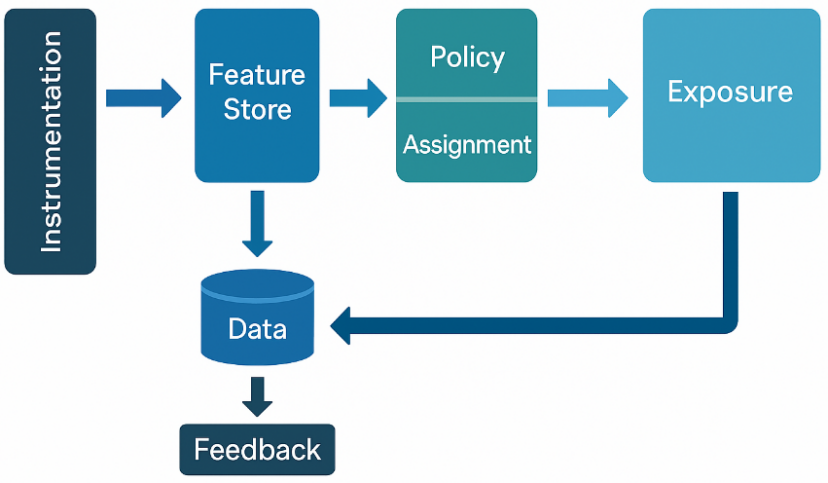 Instrumentation
Feature
Store
Policy
Assignment
Exposure
Data
Feedback